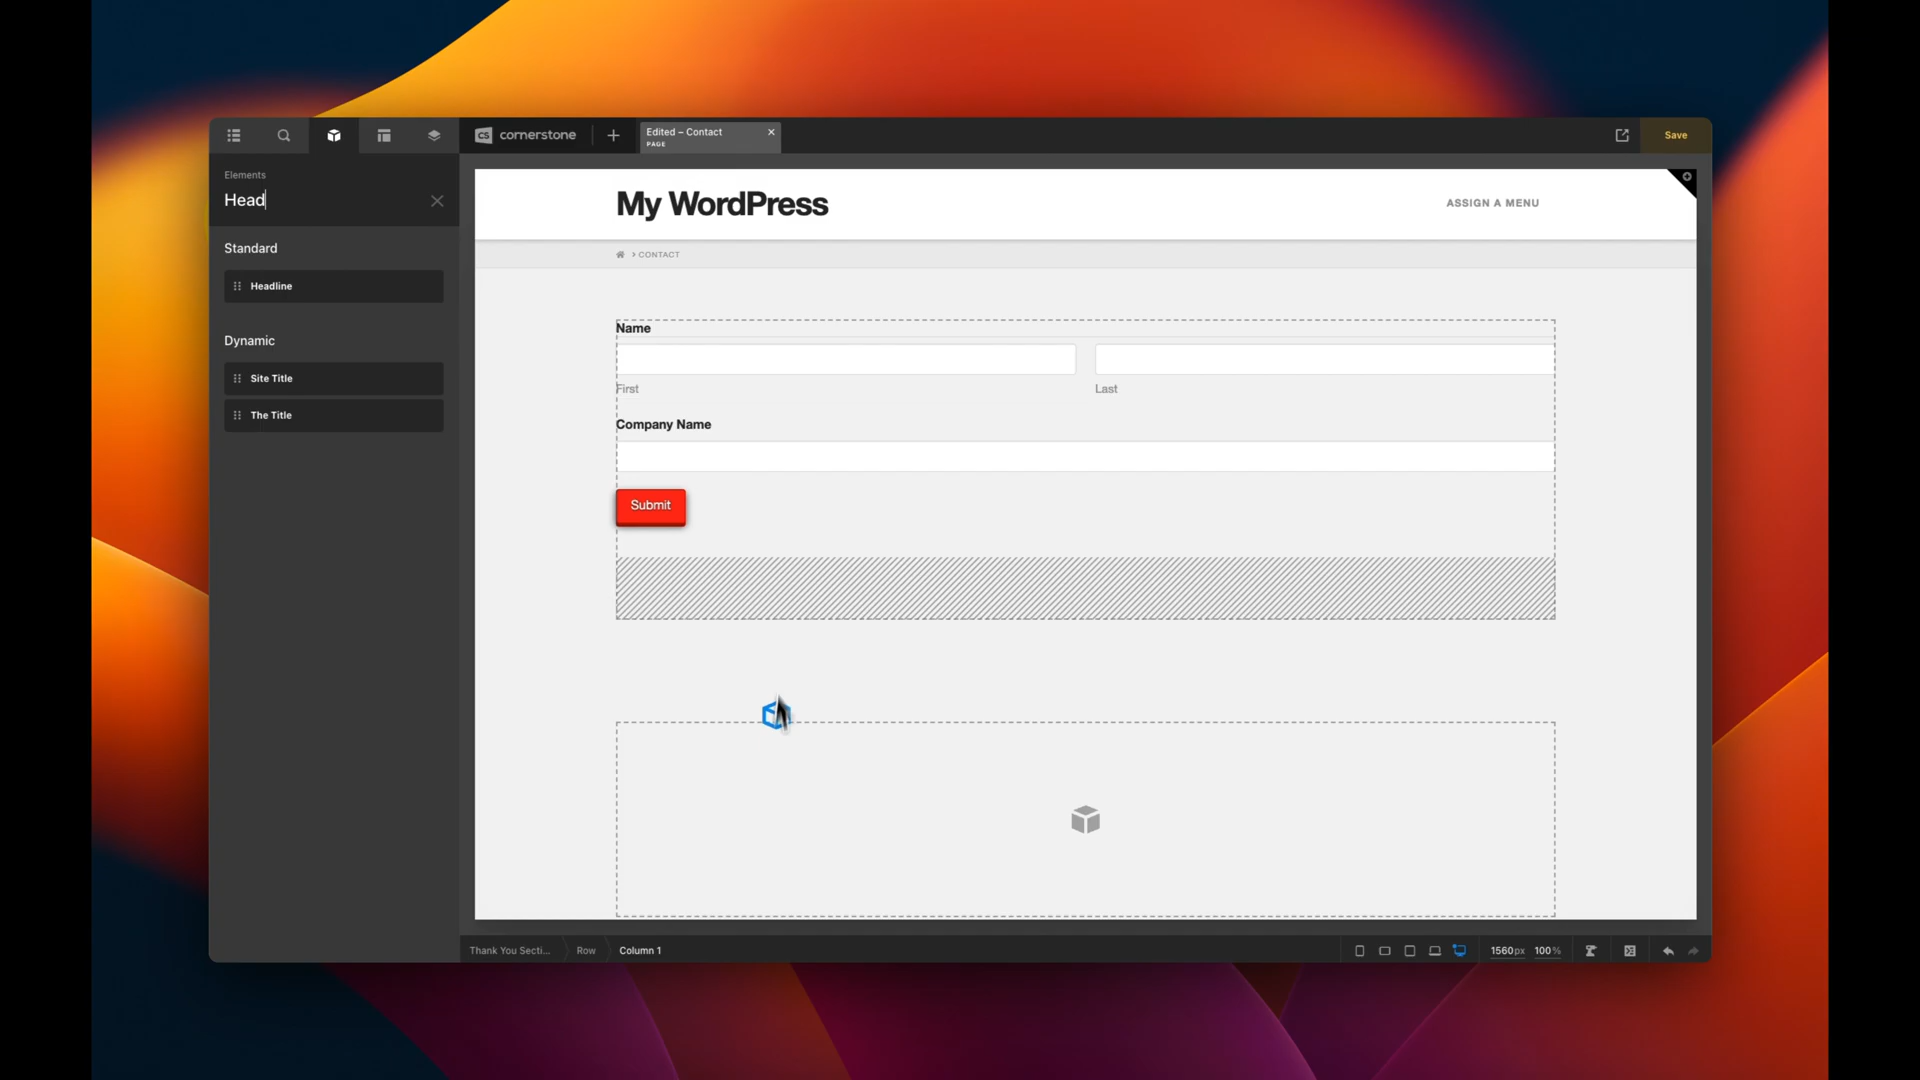 CS cornerstone
Edited – Contact
PAGE
Save
Elements
Head
Standard
Headline
Dynamic
Site Title
The Title
My WordPress
ASSIGN A MENU
CONTACT
Name
First
Last
Company Name
Submit
Thank You Secti...
Row
Column 1
1560px
100%